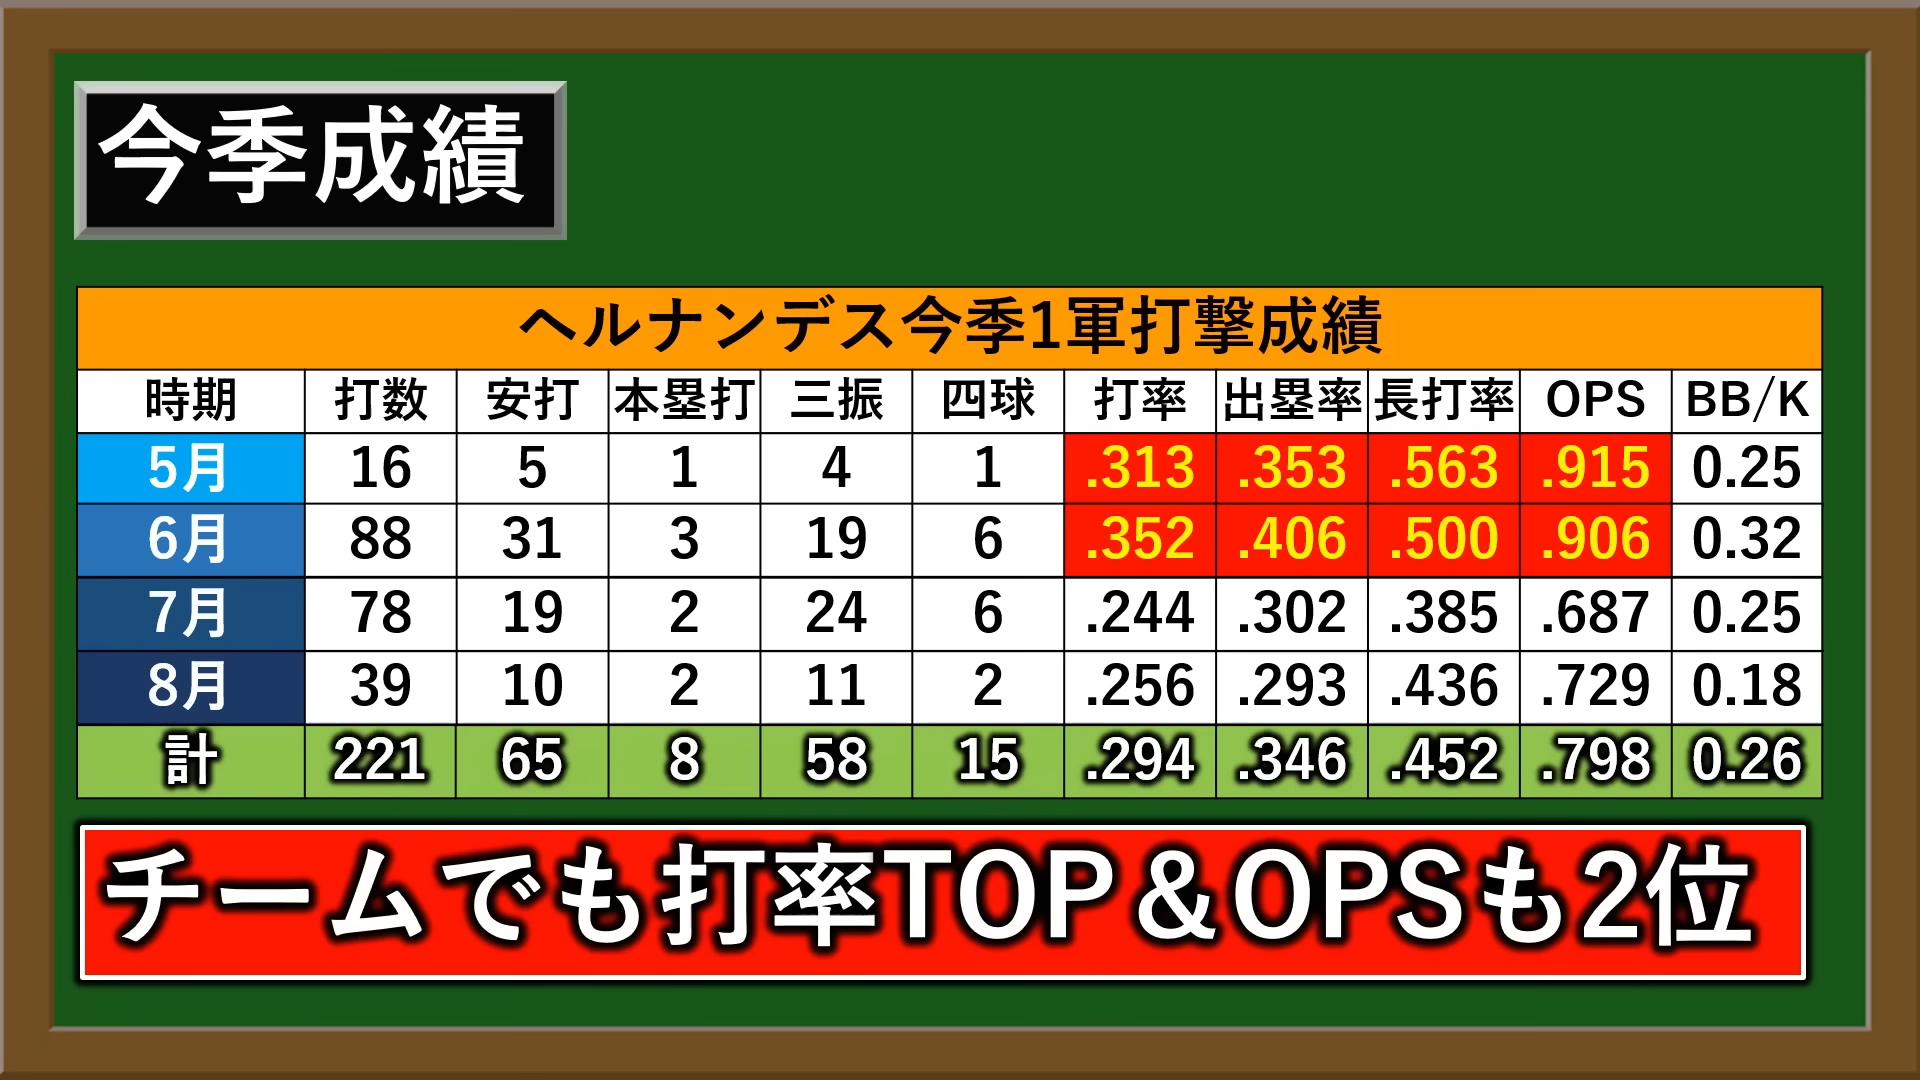 今季成績
ヘルナンデス今季1軍打撃成績
時期 打数 安打 本塁打 三振 四球 打率 出塁率 長打率 OPS BB/K
5月 16 5 1 4 1 .313 .353 .563 .915 0.25
6月 88 31 3 19 6 .352 .406 .500 .906 0.32
7月 78 19 2 24 6 .244 .302 .385 .687 0.25
8月 39 10 2 11 2 .256 .293 .436 .729 0.18
計 221 65 8 58 15 .294 .346 .452 .798 0.26
チームでも打率TOP＆OPSも2位